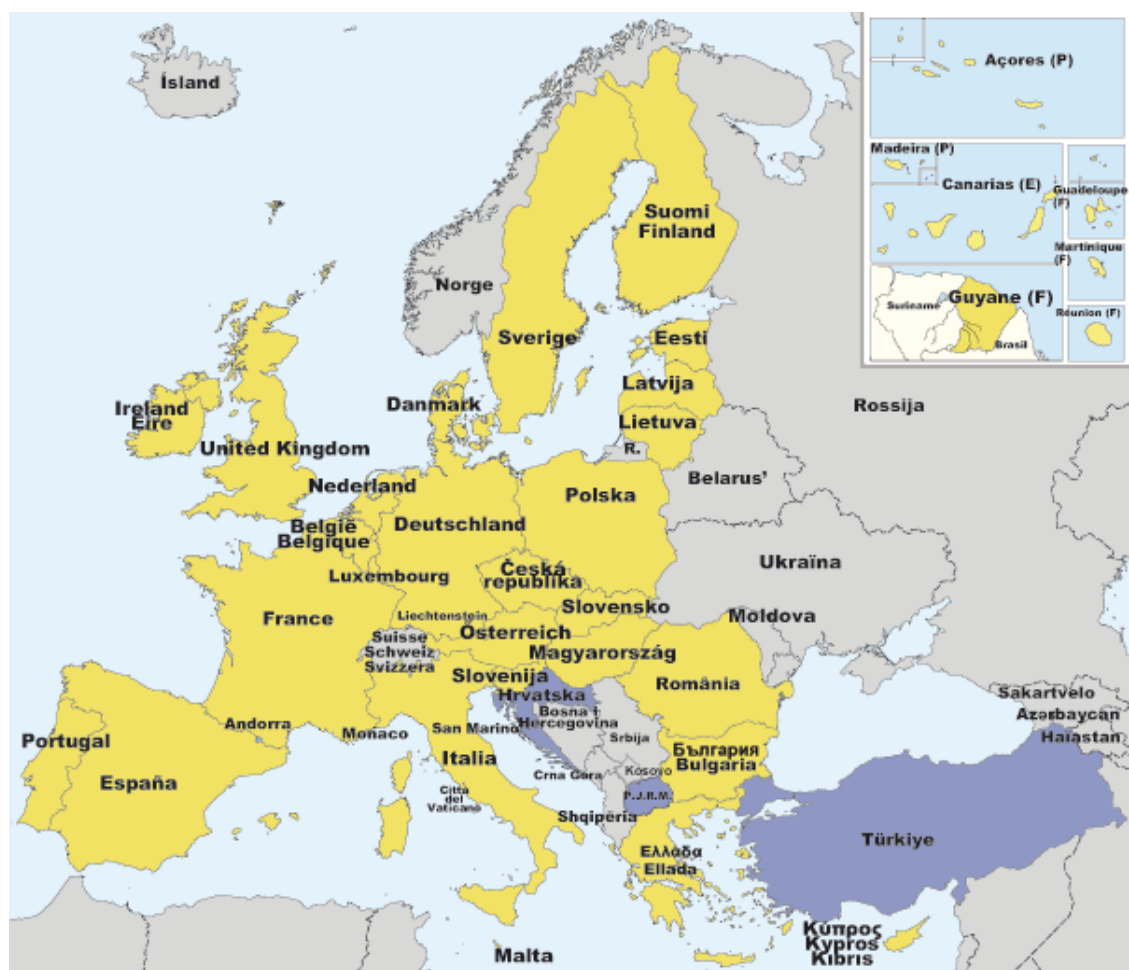 Ísland
Suomi
Finland
Norge
Sverige
Eesti
Latvija
Lietuva
R.
Danmark
Ireland
Eire
United Kingdom
Nederland
België
Belgique
Deutschland
Polska
Belarus'
Rossija
Luxembourg
Česká
republika
Ukraïna
France
Slovensko
Moldova
Liechtenstein
Österreich
Suisse
Schweiz
Svizzera
Magyarország
Slovenija
România
Hrvatska
Bosna i
Hercegovina
Srbija
Sakartvelo
Azərbaycan
Haiastan
Andorra
Monaco
San Marino
Portugal
España
Italia
Città
del
Vaticano
Crna Gora
Kosovo
България
Bulgaria
P.J.R.M.
Shqipëria
Ελλάδα
Ellada
Türkiye
Malta
Κύπρος
Kypros
Kıbrıs
Açores (P)
Madeira (P)
Canarias (E)
Guadeloupe
(F)
Martinique
(F)
Guyane (F)
Suriname
Brasil
Réunion (F)